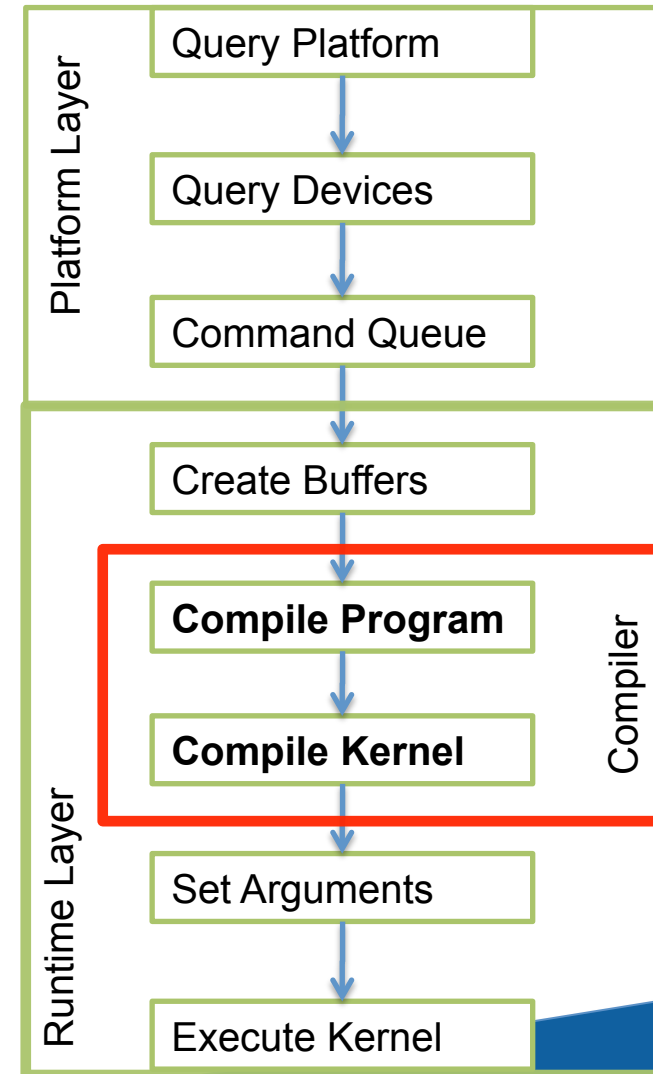 Platform Layer
Query Platform
Query Devices
Command Queue
Runtime Layer
Create Buffers
Compiler
Compile Program
Compile Kernel
Set Arguments
Execute Kernel